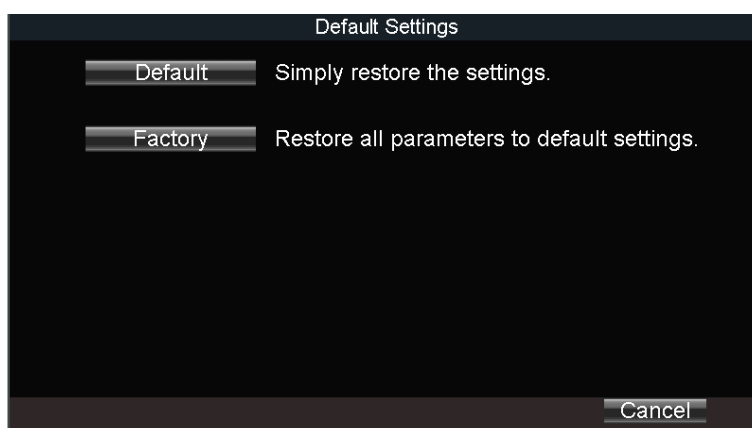 Default Settings
Default Simply restore the settings.
Factory Restore all parameters to default settings.
Cancel